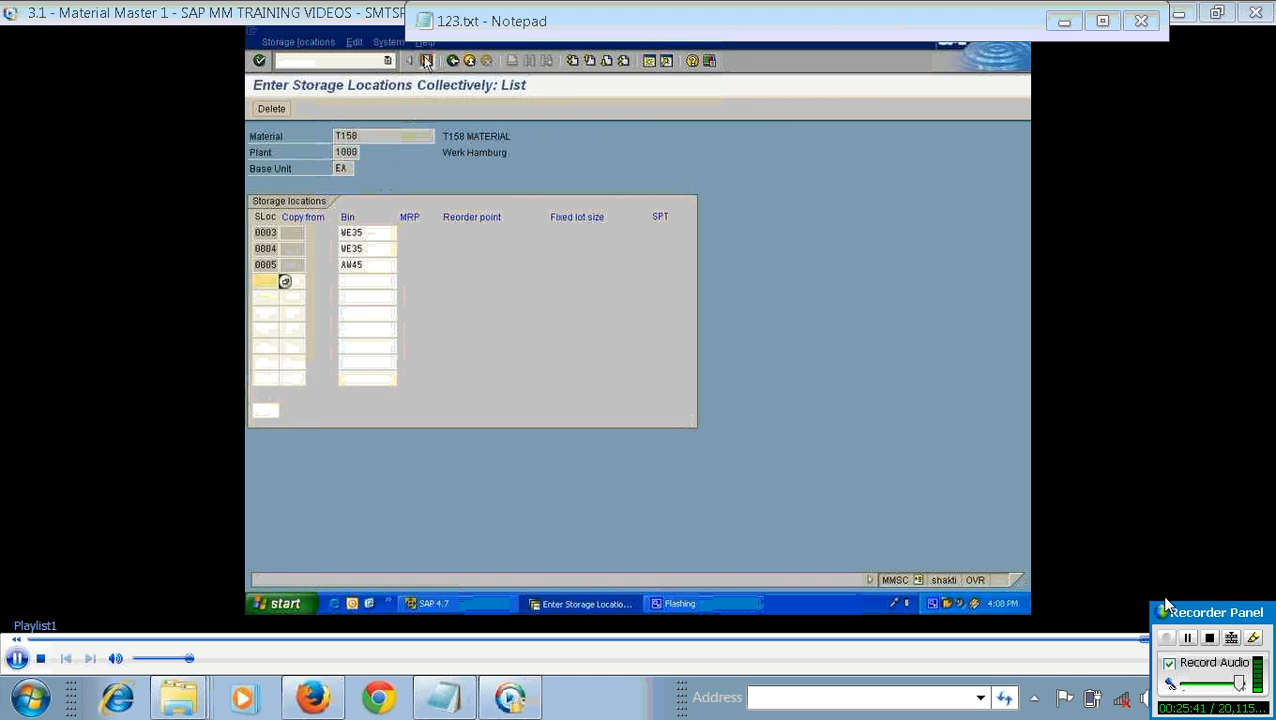 3.1 - Material Master 1 - SAP MM TRAINING VIDEOS - SMTSF
123.txt - Notepad
Storage locations Edit System Help
Enter Storage Locations Collectively: List
Delete
Material T158 T158 MATERIAL
Plant 1000 Werk Hamburg
Base Unit EA
Storage locations
SLoc Copy from Bin MRP Reorder point Fixed lot size SPT
0003 WE35
0004 WE35
0005 AW45
MMSC shakti OVR
start SAP 4.7 Enter Storage Locatio... Flashing 4:08 PM
Playlist1
Recorder Panel
Record Audio
00:25:41 / 20,115...
Address